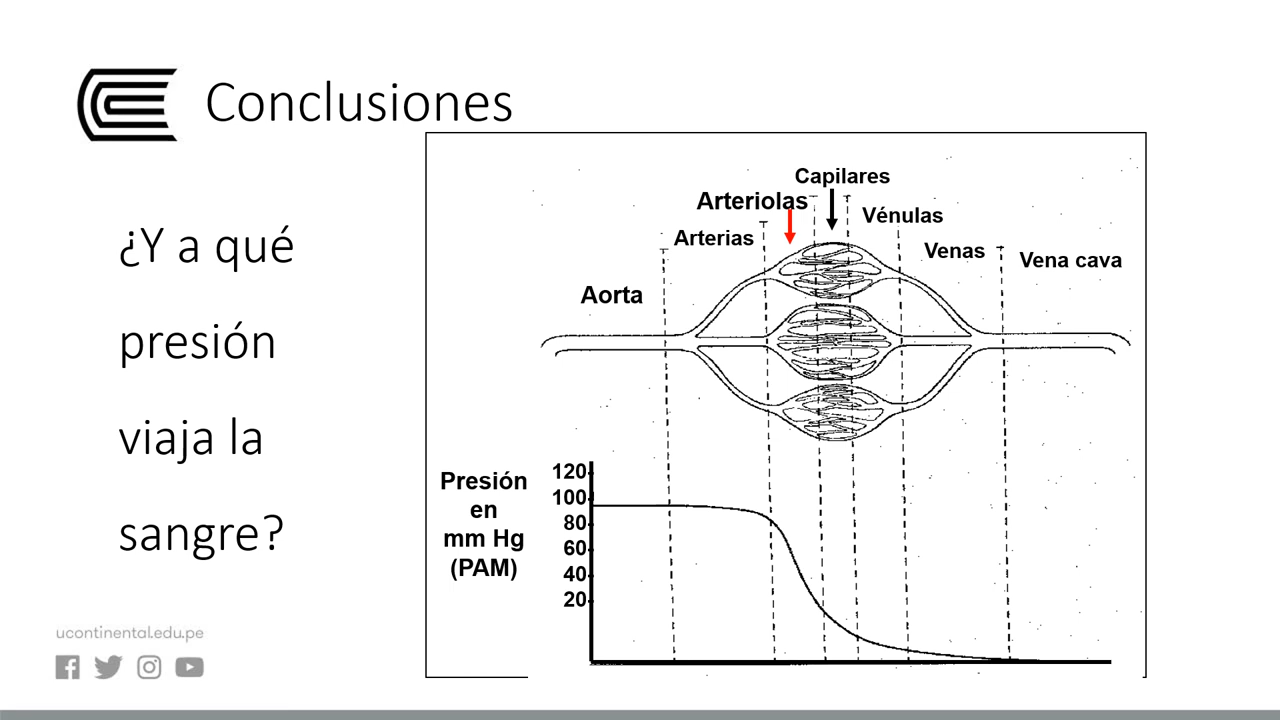 Conclusiones
¿Y a qué
presión
viaja la
sangre?
Capilares
Arteriolas
Vénulas
Arterias
Venas
Vena cava
Aorta
Presión
en
mm Hg
(PAM)
120
100
80
60
40
20
ucontinental.edu.pe